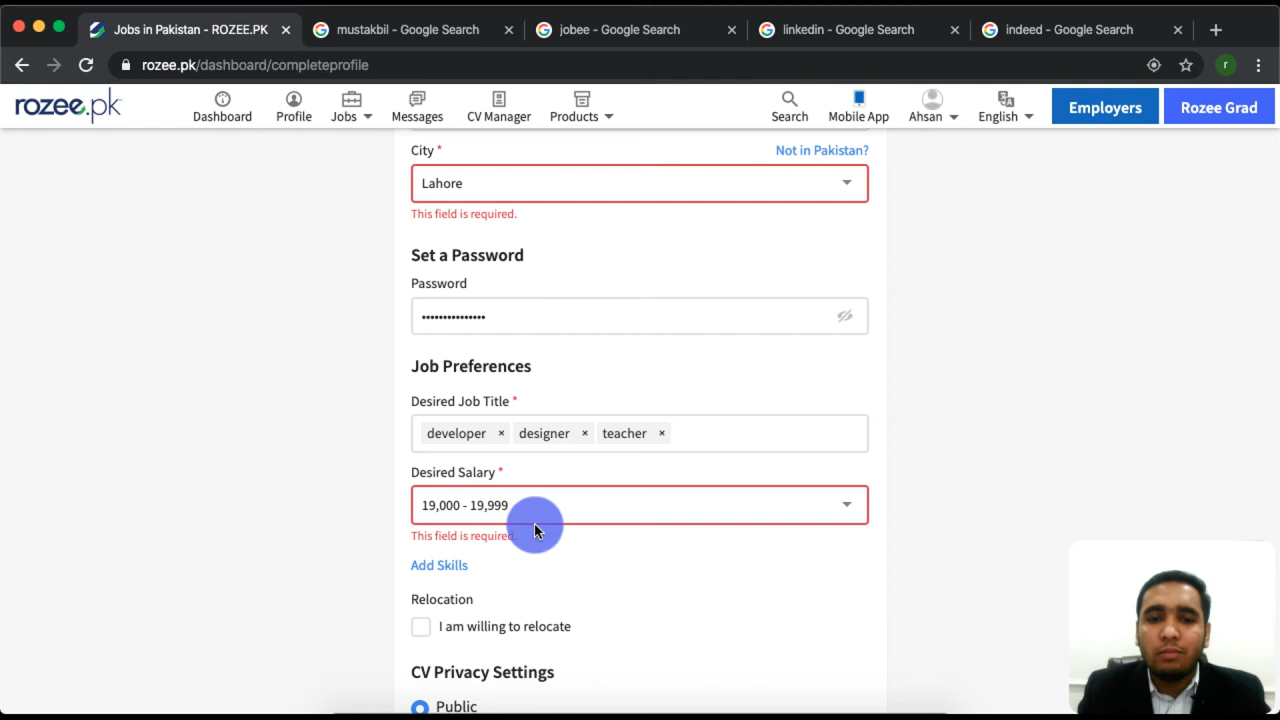 Jobs in Pakistan - ROZEE.PK
mustakbil - Google Search
jobee - Google Search
linkedin - Google Search
indeed - Google Search
rozee.pk/dashboard/completeprofile
r
rozee.pk
Dashboard
Profile
Jobs
Messages
CV Manager
Products
Search
Mobile App
Ahsan
English
Employers
Rozee Grad
City *
Not in Pakistan?
Lahore
This field is required.
Set a Password
Password
•••••••••••••••
Job Preferences
Desired Job Title *
developer × designer × teacher ×
Desired Salary *
19,000 - 19,999
This field is required.
Add Skills
Relocation
I am willing to relocate
CV Privacy Settings
Public